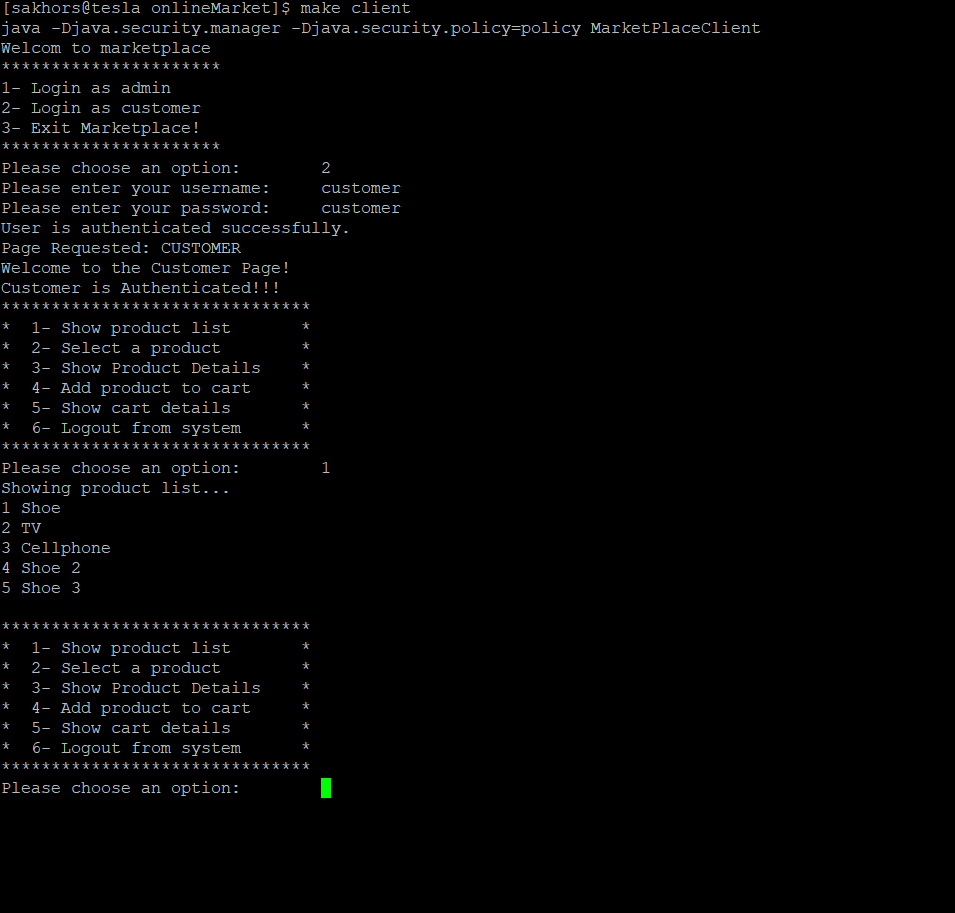 [sakhors@tesla onlineMarket]$ make client
java -Djava.security.manager -Djava.security.policy=policy MarketPlaceClient
Welcom to marketplace
**********************
1- Login as admin
2- Login as customer
3- Exit Marketplace!
**********************
Please choose an option:        2
Please enter your username:     customer
Please enter your password:     customer
User is authenticated successfully.
Page Requested: CUSTOMER
Welcome to the Customer Page!
Customer is Authenticated!!!
*******************************
*  1- Show product list       *
*  2- Select a product        *
*  3- Show Product Details    *
*  4- Add product to cart     *
*  5- Show cart details       *
*  6- Logout from system      *
*******************************
Please choose an option:        1
Showing product list...
1 Shoe
2 TV
3 Cellphone
4 Shoe 2
5 Shoe 3
*******************************
*  1- Show product list       *
*  2- Select a product        *
*  3- Show Product Details    *
*  4- Add product to cart     *
*  5- Show cart details       *
*  6- Logout from system      *
*******************************
Please choose an option: